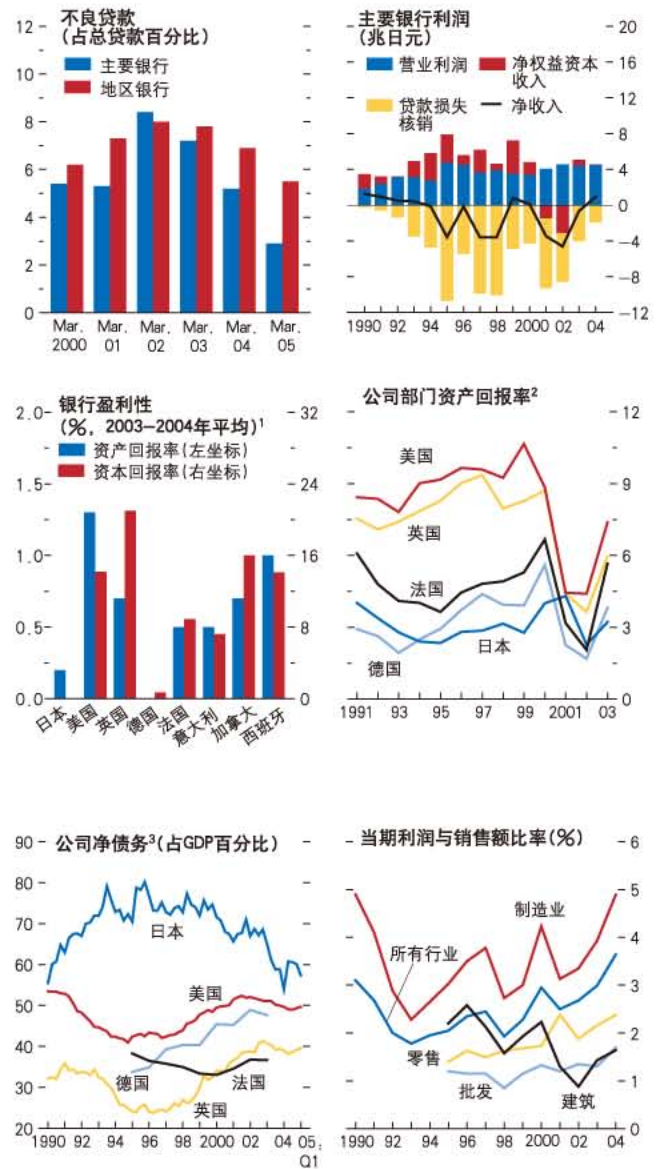 不良贷款
(占总贷款百分比)
主要银行
地区银行
12
10
8
6
4
2
0
Mar. 2000
Mar. 01
Mar. 02
Mar. 03
Mar. 04
Mar. 05
主要银行利润
(兆日元)
营业利润
净权益资本收入
贷款损失核销
净收入
20
16
12
8
4
0
-4
-8
-12
1990
92
94
96
98
2000
02
04
银行盈利性
(%, 2003-2004年平均)¹
资产回报率(左坐标)
资本回报率(右坐标)
2.0
1.5
1.0
0.5
0.0
32
24
16
8
0
日本
美国
英国
德国
法国
意大利
加拿大
西班牙
公司部门资产回报率²
美国
英国
法国
日本
德国
12
9
6
3
0
1991
93
95
97
99
2001
03
公司净债务³(占GDP百分比)
日本
美国
德国
法国
英国
90
80
70
60
50
40
30
20
1990
92
94
96
98
2000
02
04
05:
Q1
当期利润与销售额比率(%)
制造业
所有行业
零售
批发
建筑
6
5
4
3
2
1
0
1990
92
94
96
98
2000
02
04